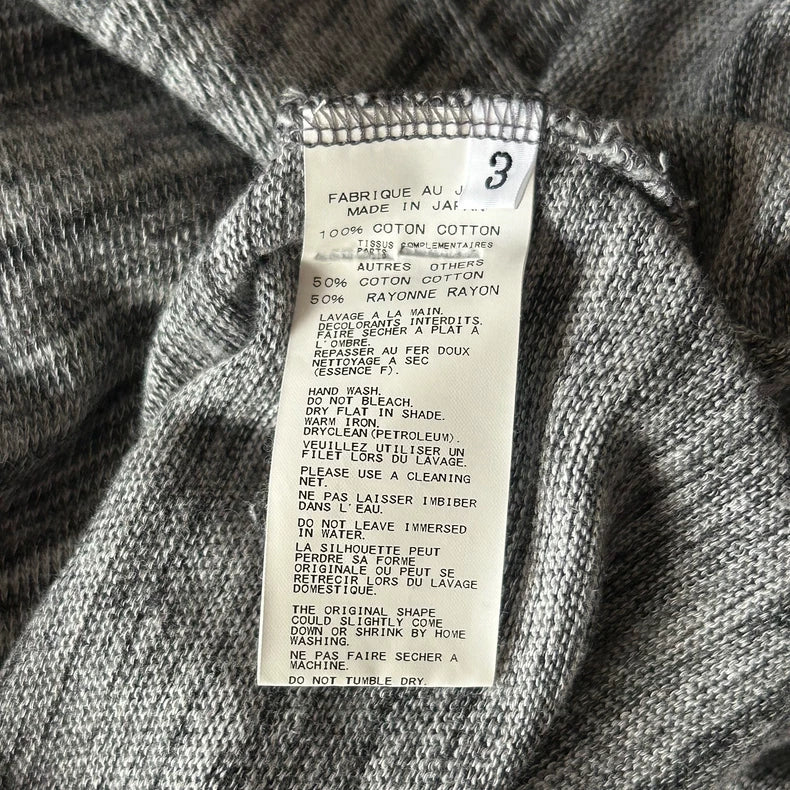 3
FABRIQUE AU J
MADE IN JAPAN
100% COTON COTTON
TISSUS COMPLEMENTAIRES
PARTS
AUTRES OTHERS
50% COTON COTTON
50% RAYONNE RAYON
LAVAGE A LA MAIN.
DECOLORANTS INTERDITS.
FAIRE SECHER A PLAT A
L'OMBRE.
REPASSER AU FER DOUX
NETTOYAGE A SEC
(ESSENCE F).
HAND WASH.
DO NOT BLEACH.
DRY FLAT IN SHADE.
WARM IRON.
DRYCLEAN(PETROLEUM).
VEUILLEZ UTILISER UN
FILET LORS DU LAVAGE.
PLEASE USE A CLEANING
NET.
NE PAS LAISSER IMBIBER
DANS L'EAU.
DO NOT LEAVE IMMERSED
IN WATER.
LA SILHOUETTE PEUT
PERDRE SA FORME
ORIGINALE OU PEUT SE
RETRECIR LORS DU LAVAGE
DOMESTIQUE.
THE ORIGINAL SHAPE
COULD SLIGHTLY COME
DOWN OR SHRINK BY HOME
WASHING.
NE PAS FAIRE SECHER A
MACHINE.
DO NOT TUMBLE DRY.